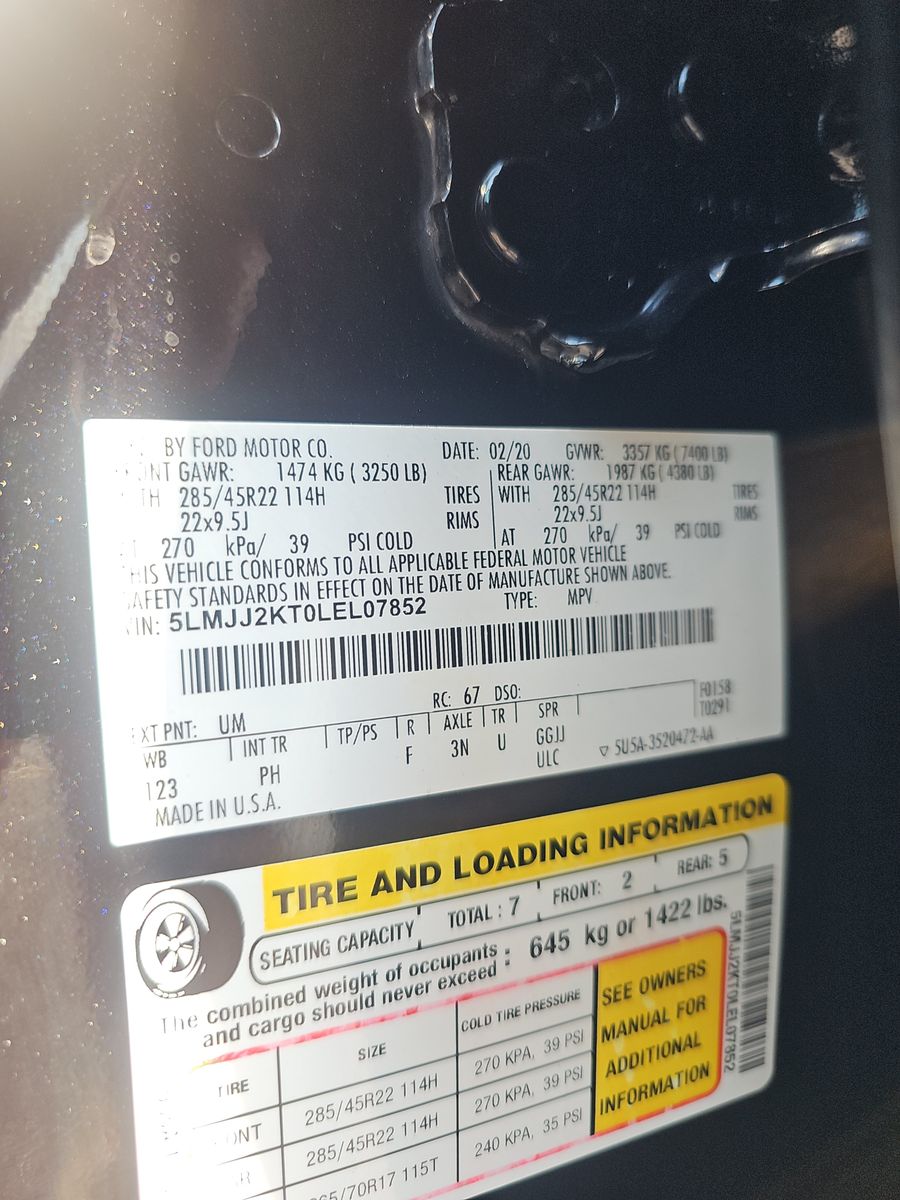 BY FORD MOTOR CO. DATE: 02/20 GVWR: 3357 KG ( 7400 LB)
GAWR: 1474 KG ( 3250 LB) REAR GAWR: 1987 KG ( 4380 LB)
285/45R22 114H TIRES WITH 285/45R22 114H TIRES
22x9.5J RIMS 22x9.5J RIMS
270 kPa/ 39 PSI COLD AT 270 kPa/ 39 PSI COLD
HIS VEHICLE CONFORMS TO ALL APPLICABLE FEDERAL MOTOR VEHICLE
AFETY STANDARDS IN EFFECT ON THE DATE OF MANUFACTURE SHOWN ABOVE.
IN: 5LMJJ2KT0LEL07852 TYPE: MPV
RC: 67 DSO: F0158
T0291
EXT PNT: UM
WB INT TR TP/PS R AXLE TR SPR
123 PH F 3N U GGJJ
ULC ▽ 5U5A-3520472-AA
MADE IN U.S.A.
TIRE AND LOADING INFORMATION
SEATING CAPACITY TOTAL : 7 FRONT: 2 REAR: 5
The combined weight of occupants
and cargo should never exceed : 645 kg or 1422 lbs.
TIRE SIZE COLD TIRE PRESSURE
ONT 285/45R22 114H 270 KPA, 39 PSI
R 285/45R22 114H 270 KPA, 39 PSI
65/70R17 115T 240 KPA, 35 PSI
SEE OWNERS
MANUAL FOR
ADDITIONAL
INFORMATION
5LMJJ2KT0LEL07852